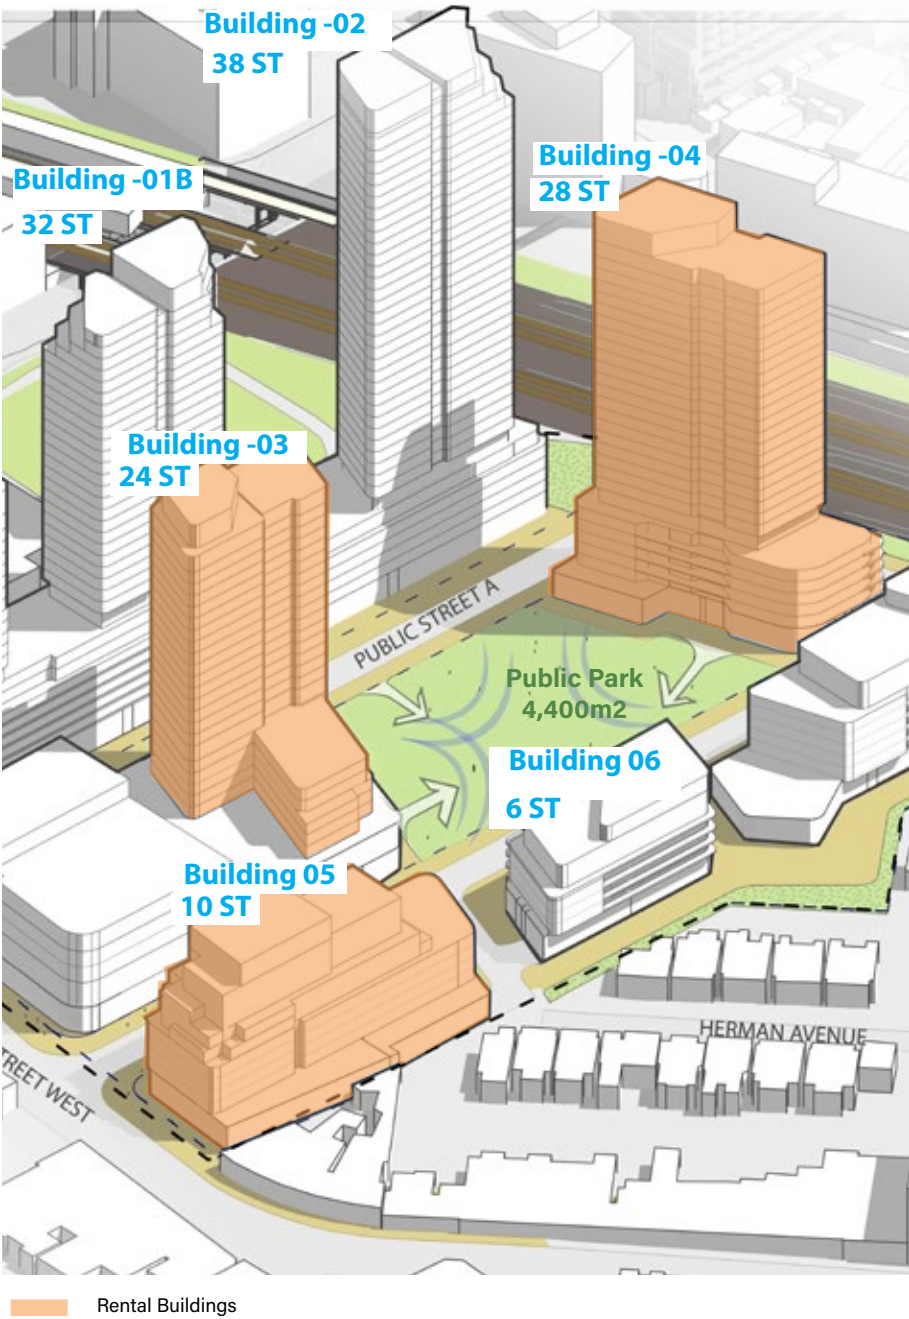 Building -02
38 ST
Building -04
28 ST
Building -01B
32 ST
Building -03
24 ST
PUBLIC STREET A
Public Park
4,400m2
Building 06
6 ST
Building 05
10 ST
HERMAN AVENUE
TREET WEST
Rental Buildings